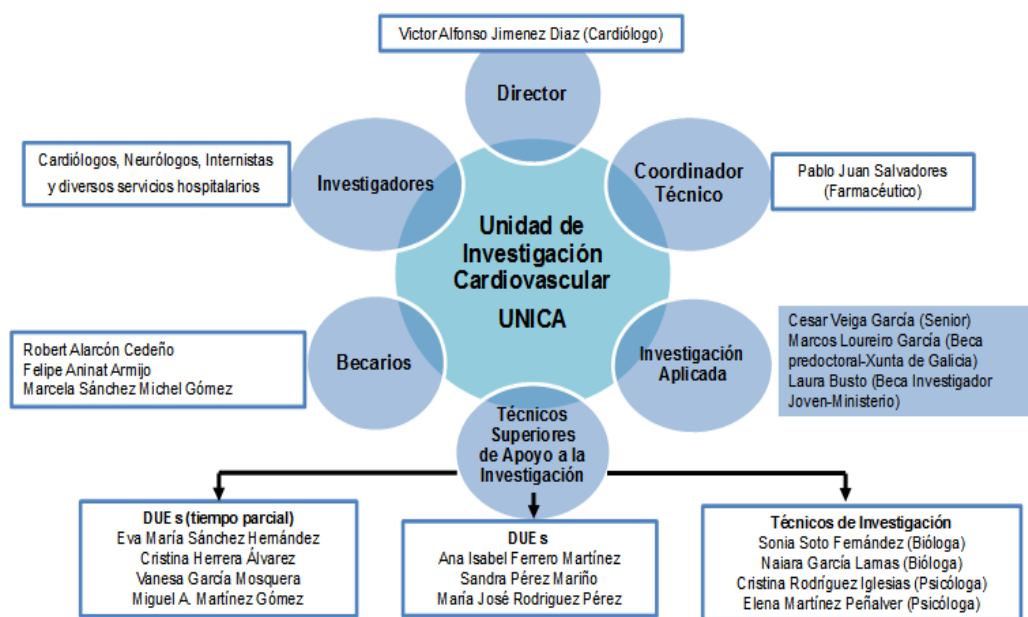 Victor Alfonso Jimenez Diaz (Cardiólogo)
Director
Cardiólogos, Neurólogos, Internistas
y diversos servicios hospitalarios
Investigadores
Coordinador
Técnico
Pablo Juan Salvadores
(Farmacéutico)
Unidad de
Investigación
Cardiovascular
UNICA
Robert Alarcón Cedeño
Felipe Aninat Armijo
Marcela Sánchez Michel Gómez
Becarios
Investigación
Aplicada
Cesar Veiga García (Senior)
Marcos Loureiro García (Beca
predoctoral-Xunta de Galicia)
Laura Busto (Beca Investigador
Joven-Ministerio)
Técnicos
Superiores
de Apoyo a la
Investigación
DUEs (tiempo parcial)
Eva María Sánchez Hernández
Cristina Herrera Álvarez
Vanesa García Mosquera
Miguel A. Martínez Gómez
DUEs
Ana Isabel Ferrero Martínez
Sandra Pérez Mariño
María José Rodriguez Pérez
Técnicos de Investigación
Sonia Soto Fernández (Bióloga)
Naiara García Lamas (Bióloga)
Cristina Rodríguez Iglesias (Psicóloga)
Elena Martínez Peñalver (Psicóloga)